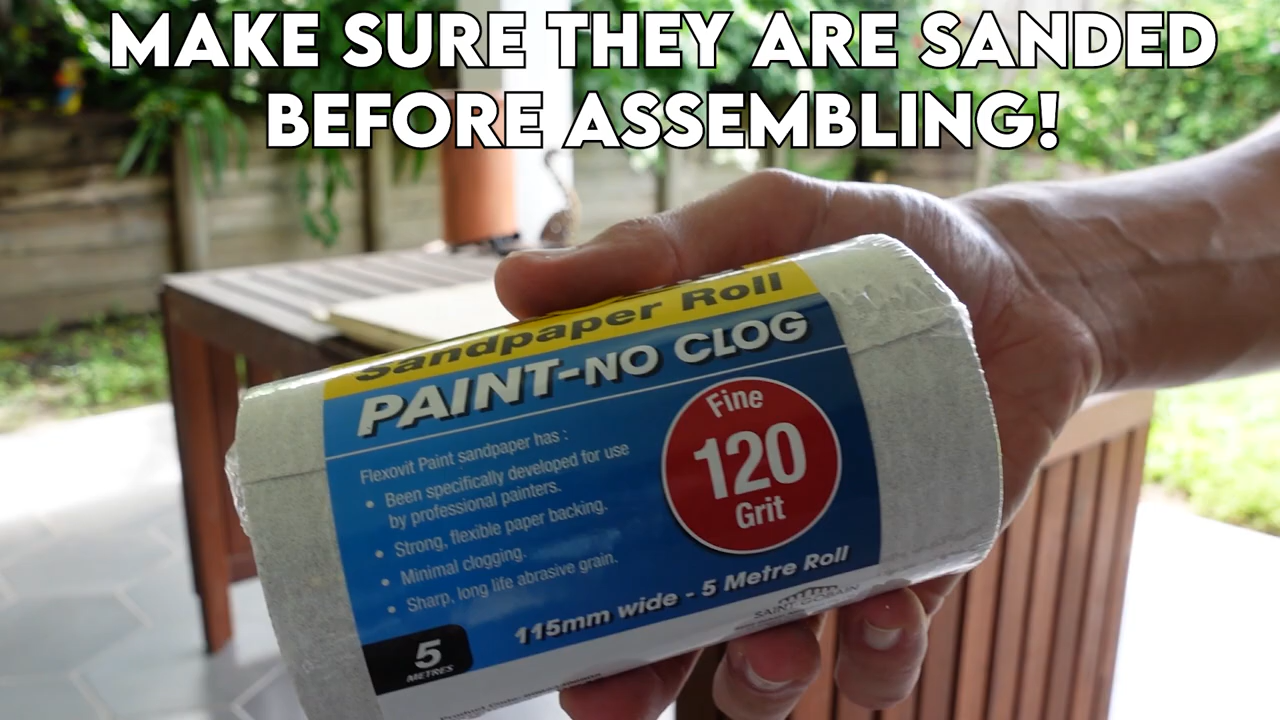 MAKE SURE THEY ARE SANDED
BEFORE ASSEMBLING!
Sandpaper Roll
PAINT-NO CLOG
Flexovit Paint sandpaper has :
• Been specifically developed for use
by professional painters.
• Strong, flexible paper backing.
• Minimal clogging.
• Sharp, long life abrasive grain.
Fine
120
Grit
115mm wide - 5 Metre Roll
5
METRES
SAINT-GOBAIN